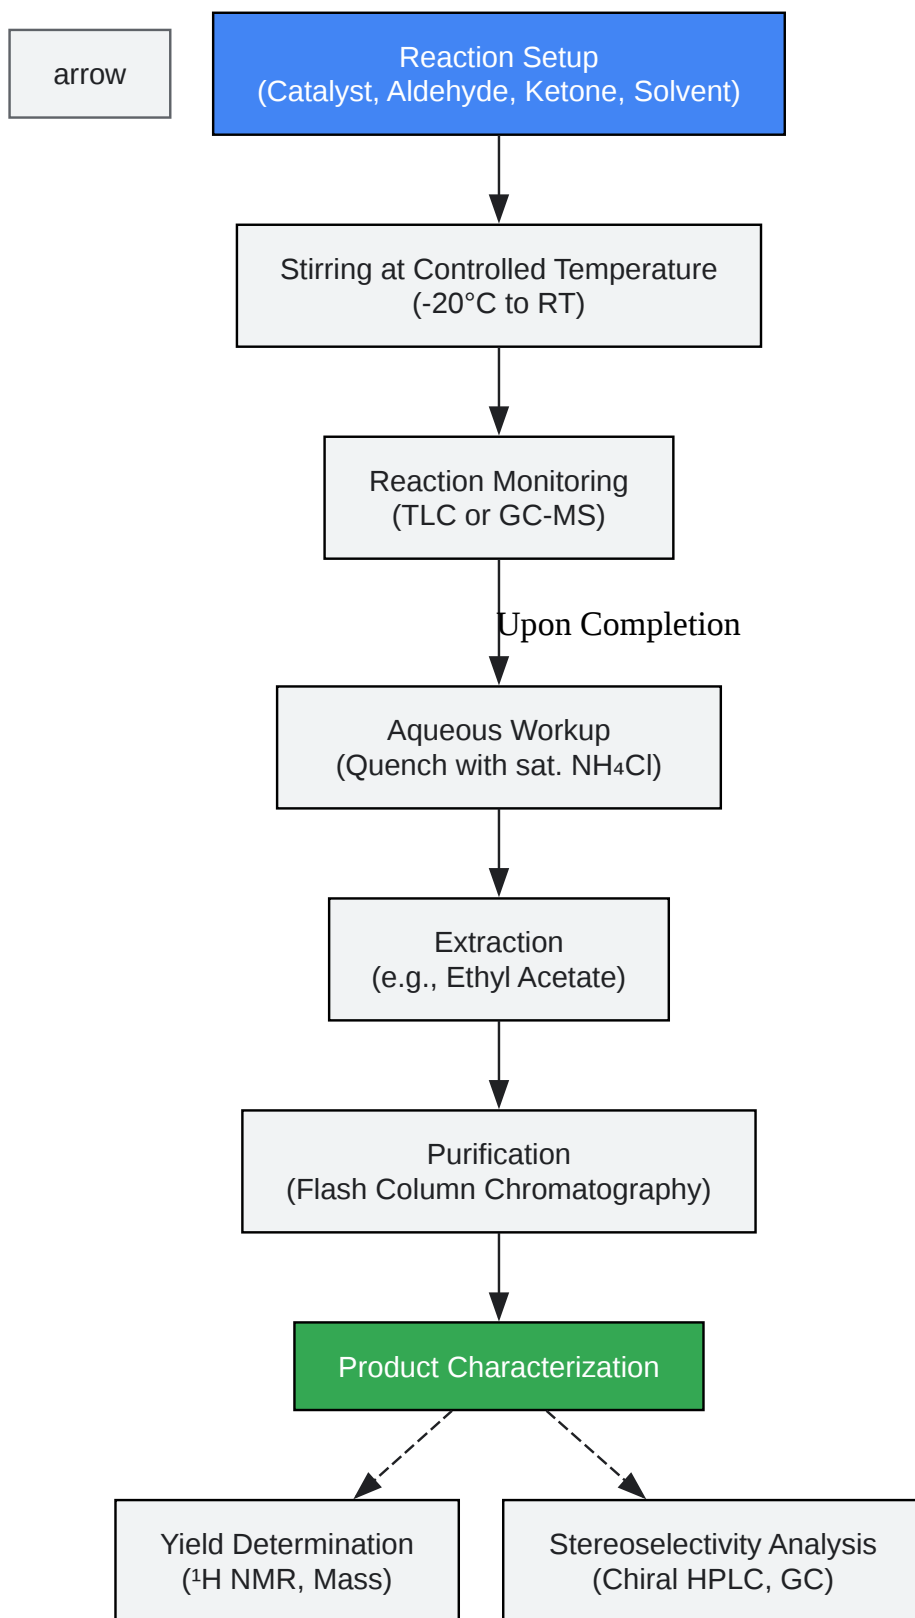 arrow
Reaction Setup
(Catalyst, Aldehyde, Ketone, Solvent)
Stirring at Controlled Temperature
(-20°C to RT)
Reaction Monitoring
(TLC or GC-MS)
Upon Completion
Aqueous Workup
(Quench with sat. NH₄Cl)
Extraction
(e.g., Ethyl Acetate)
Purification
(Flash Column Chromatography)
Product Characterization
Yield Determination
(¹H NMR, Mass)
Stereoselectivity Analysis
(Chiral HPLC, GC)